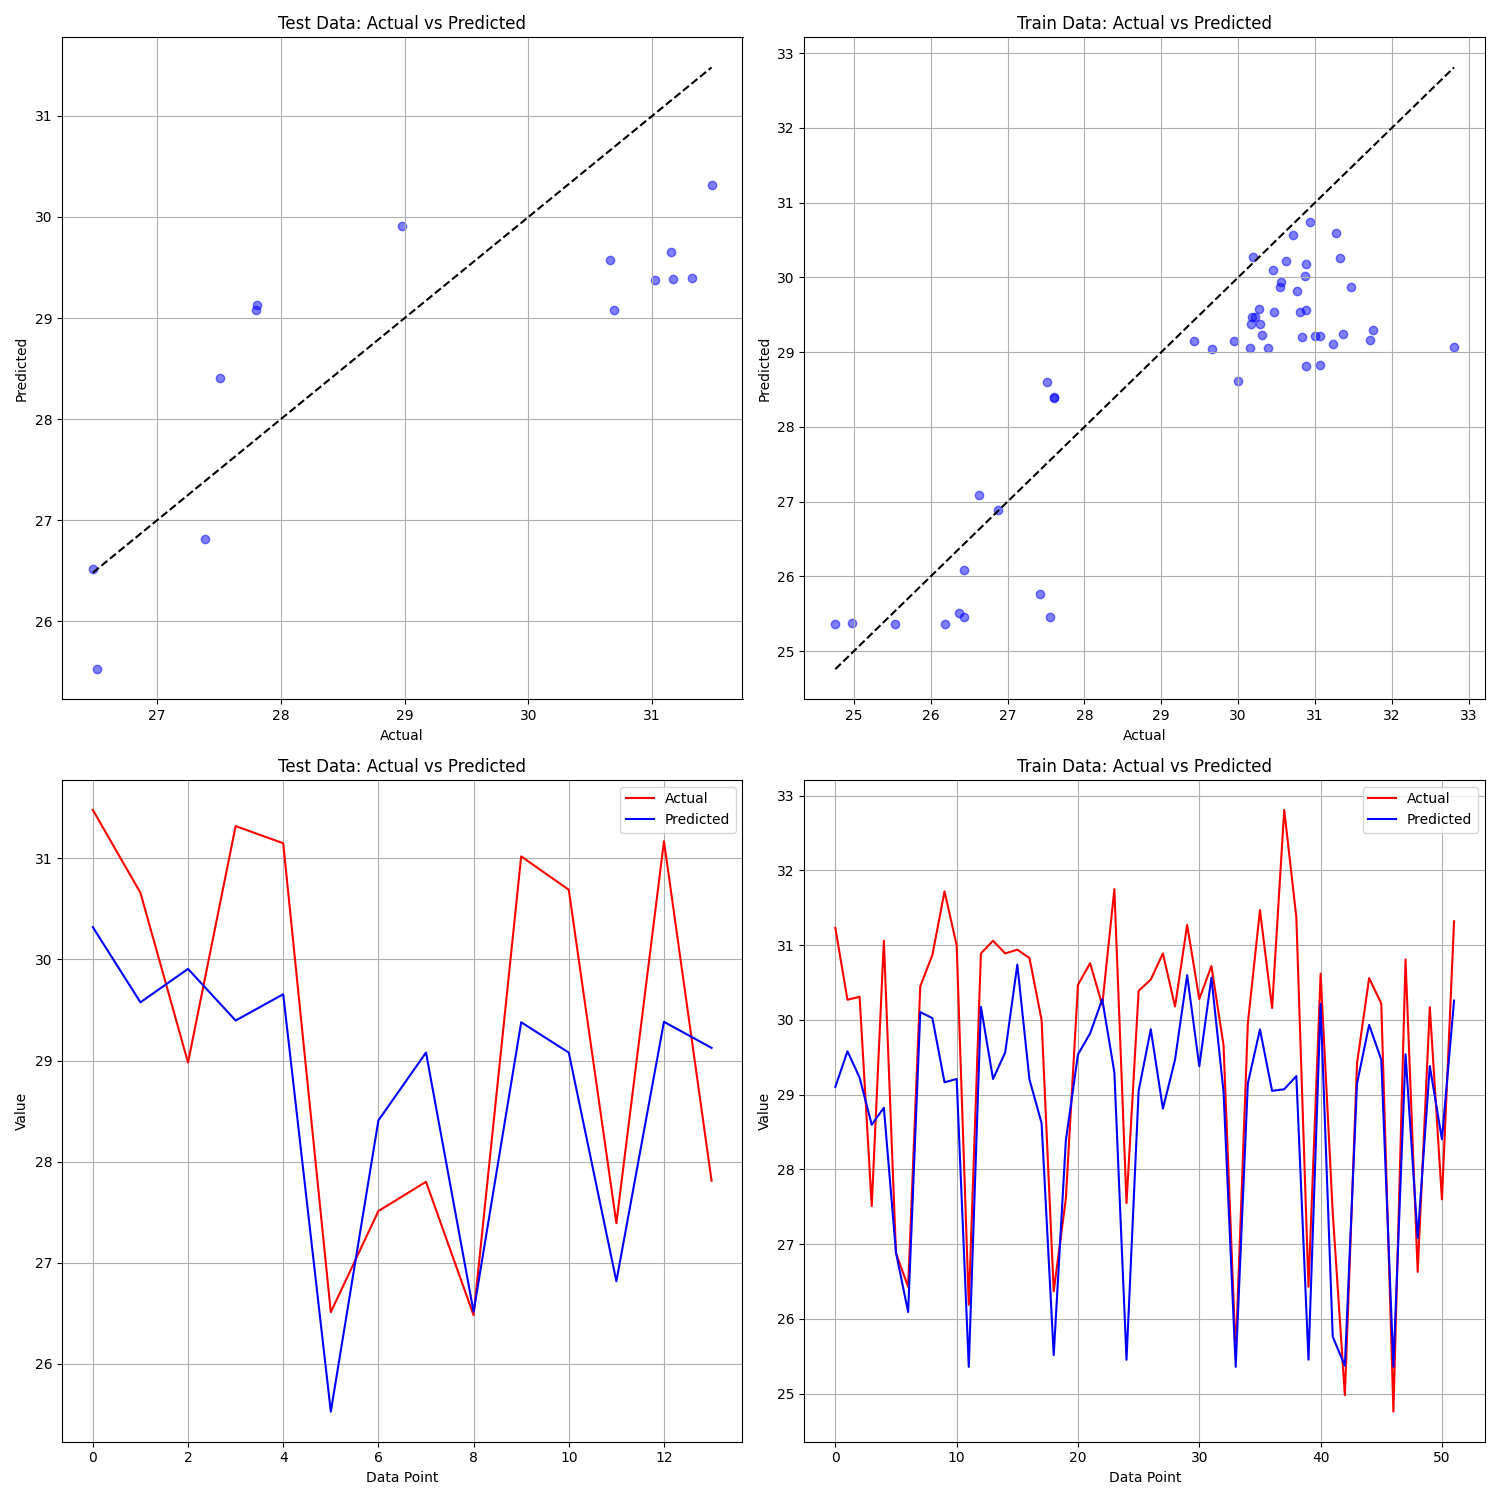 Test Data: Actual vs Predicted
31
30
29
28
27
26
Predicted
27 28 29 30 31
Actual
Train Data: Actual vs Predicted
33
32
31
30
29
28
27
26
25
Predicted
25 26 27 28 29 30 31 32 33
Actual
Test Data: Actual vs Predicted
Actual
Predicted
31
30
29
28
27
26
Value
0 2 4 6 8 10 12
Data Point
Train Data: Actual vs Predicted
Actual
Predicted
33
32
31
30
29
28
27
26
25
Value
0 10 20 30 40 50
Data Point